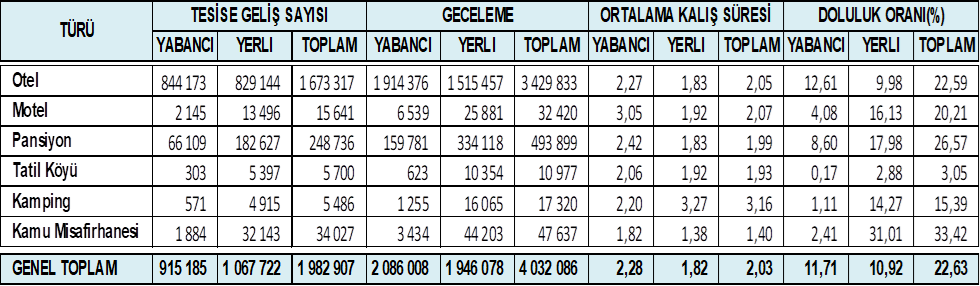 TÜRÜ TESİSE GELİŞ SAYISI GECELEME ORTALAMA KALIŞ SÜRESİ DOLULUK ORANI(%)
YABANCI YERLİ TOPLAM YABANCI YERLİ TOPLAM YABANCI YERLİ TOPLAM YABANCI YERLİ TOPLAM
Otel 844 173 829 144 1 673 317 1 914 376 1 515 457 3 429 833 2,27 1,83 2,05 12,61 9,98 22,59
Motel 2 145 13 496 15 641 6 539 25 881 32 420 3,05 1,92 2,07 4,08 16,13 20,21
Pansiyon 66 109 182 627 248 736 159 781 334 118 493 899 2,42 1,83 1,99 8,60 17,98 26,57
Tatil Köyü 303 5 397 5 700 623 10 354 10 977 2,06 1,92 1,93 0,17 2,88 3,05
Kamping 571 4 915 5 486 1 255 16 065 17 320 2,20 3,27 3,16 1,11 14,27 15,39
Kamu Misafirhanesi 1 884 32 143 34 027 3 434 44 203 47 637 1,82 1,38 1,40 2,41 31,01 33,42
GENEL TOPLAM 915 185 1 067 722 1 982 907 2 086 008 1 946 078 4 032 086 2,28 1,82 2,03 11,71 10,92 22,63